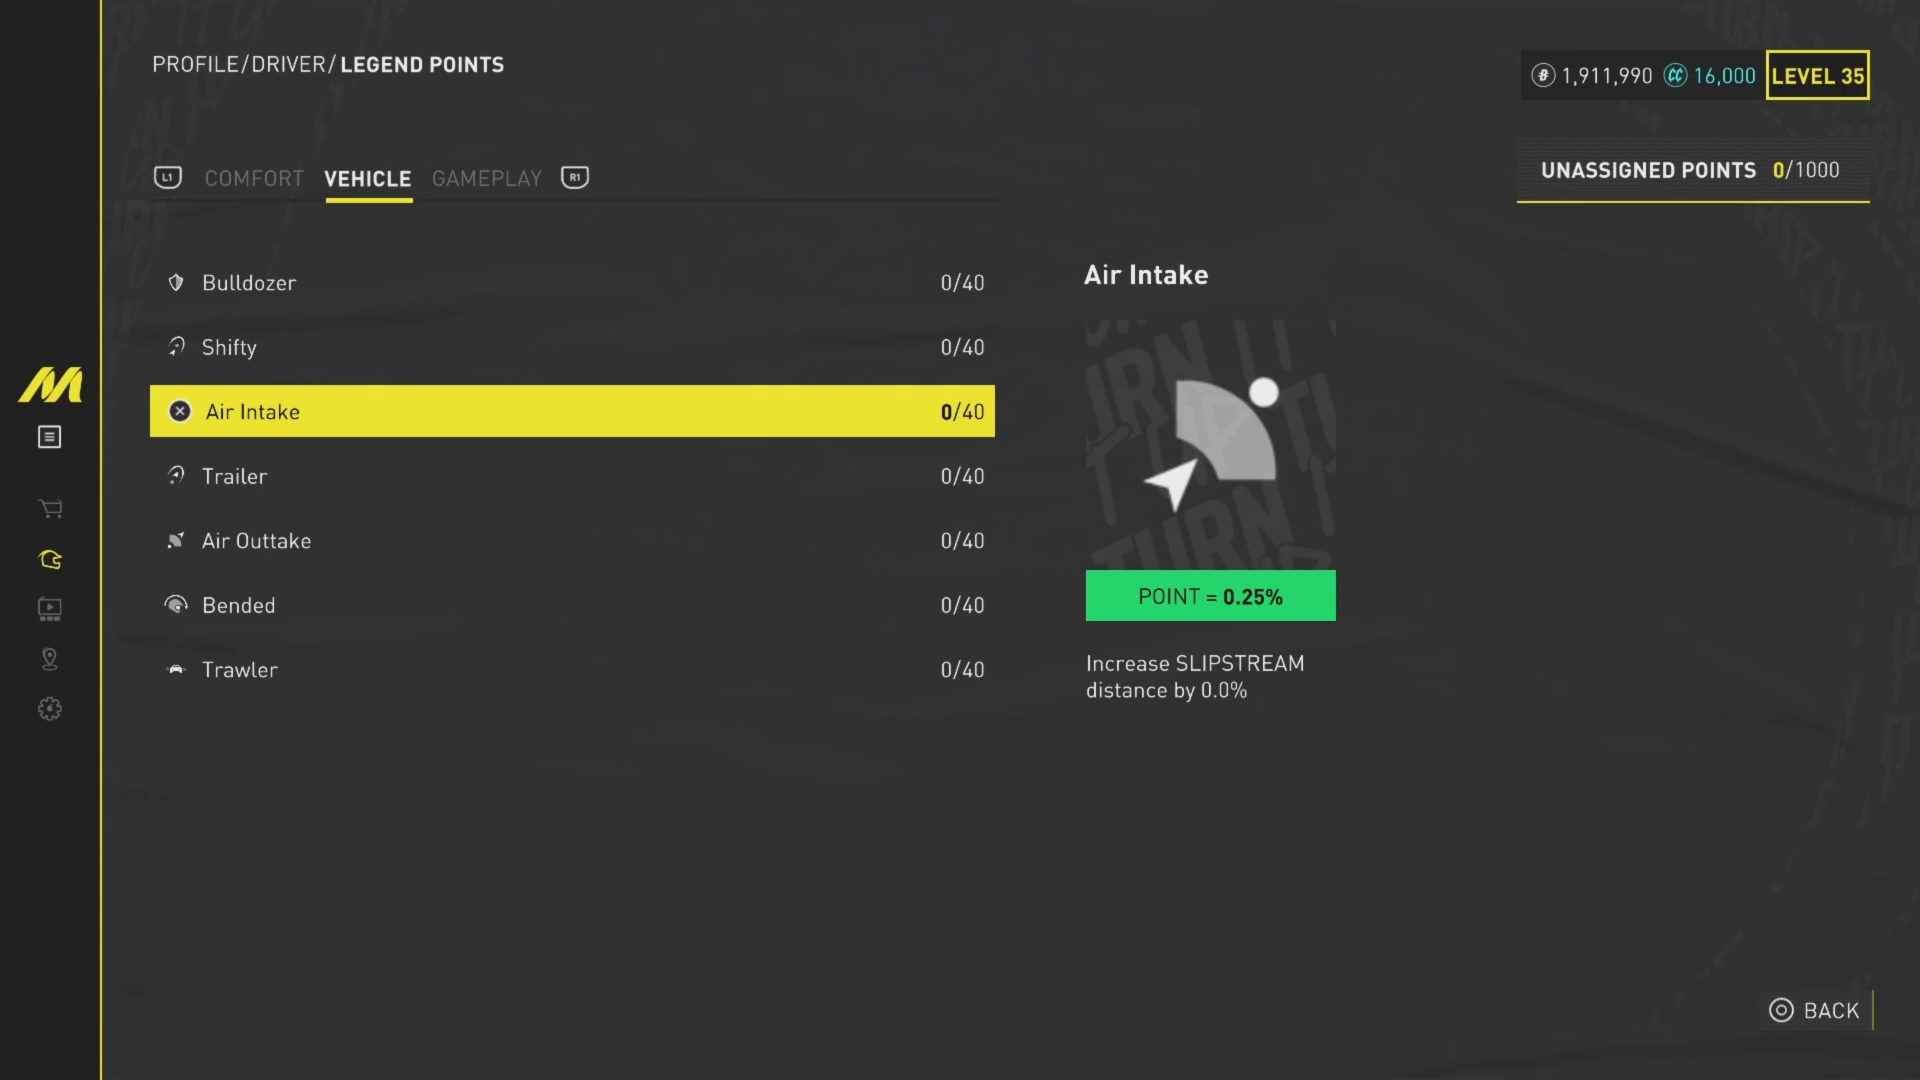 PROFILE/DRIVER/LEGEND POINTS
1,911,990 16,000 LEVEL 35
UNASSIGNED POINTS 0/1000
L1 COMFORT VEHICLE GAMEPLAY R1
Bulldozer 0/40
Shifty 0/40
Air Intake 0/40
Trailer 0/40
Air Outtake 0/40
Bended 0/40
Trawler 0/40
Air Intake
POINT = 0.25%
Increase SLIPSTREAM
distance by 0.0%
BACK